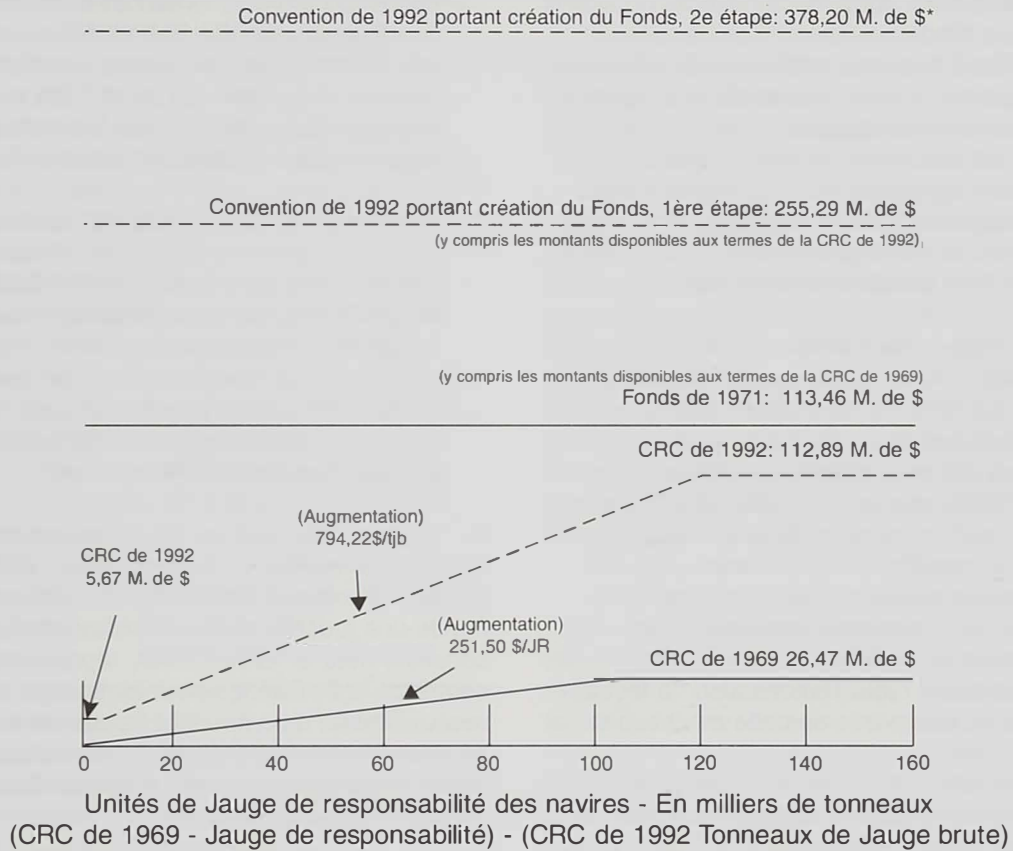 Convention de 1992 portant création du Fonds, 2e étape: 378,20 M. de $*
Convention de 1992 portant création du Fonds, 1ère étape: 255,29 M. de $
(y compris les montants disponibles aux termes de la CRC de 1992)
(y compris les montants disponibles aux termes de la CRC de 1969)
Fonds de 1971: 113,46 M. de $
CRC de 1992: 112,89 M. de $
(Augmentation)
794,22$/tjb
CRC de 1992
5,67 M. de $
(Augmentation)
251,50 $/JR
CRC de 1969 26,47 M. de $
0 20 40 60 80 100 120 140 160
Unités de Jauge de responsabilité des navires - En milliers de tonneaux
(CRC de 1969 - Jauge de responsabilité) - (CRC de 1992 Tonneaux de Jauge brute)